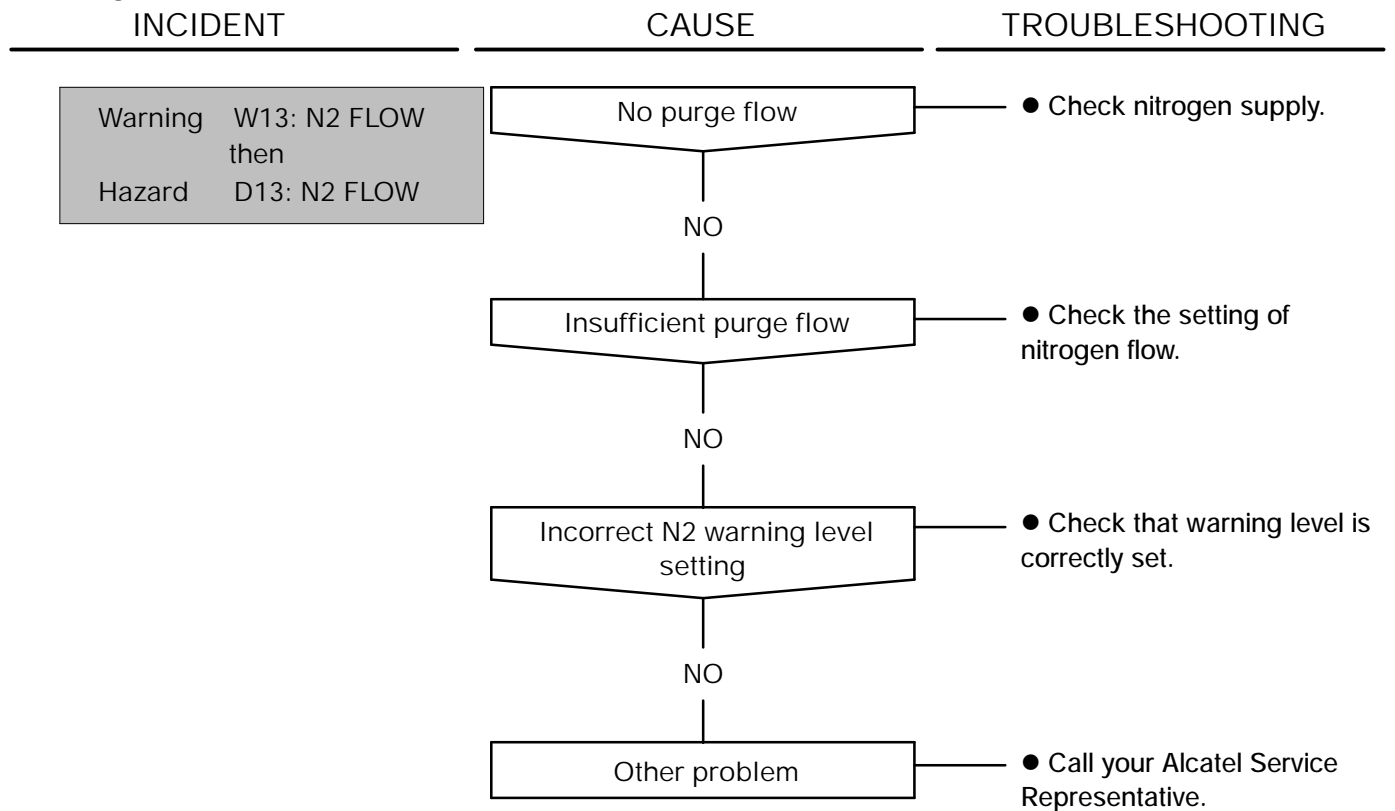 INCIDENT
CAUSE
TROUBLESHOOTING
Warning W13: N2 FLOW
then
Hazard D13: N2 FLOW
No purge flow
● Check nitrogen supply.
NO
Insufficient purge flow
● Check the setting of
nitrogen flow.
NO
Incorrect N2 warning level
setting
● Check that warning level is
correctly set.
NO
Other problem
● Call your Alcatel Service
Representative.